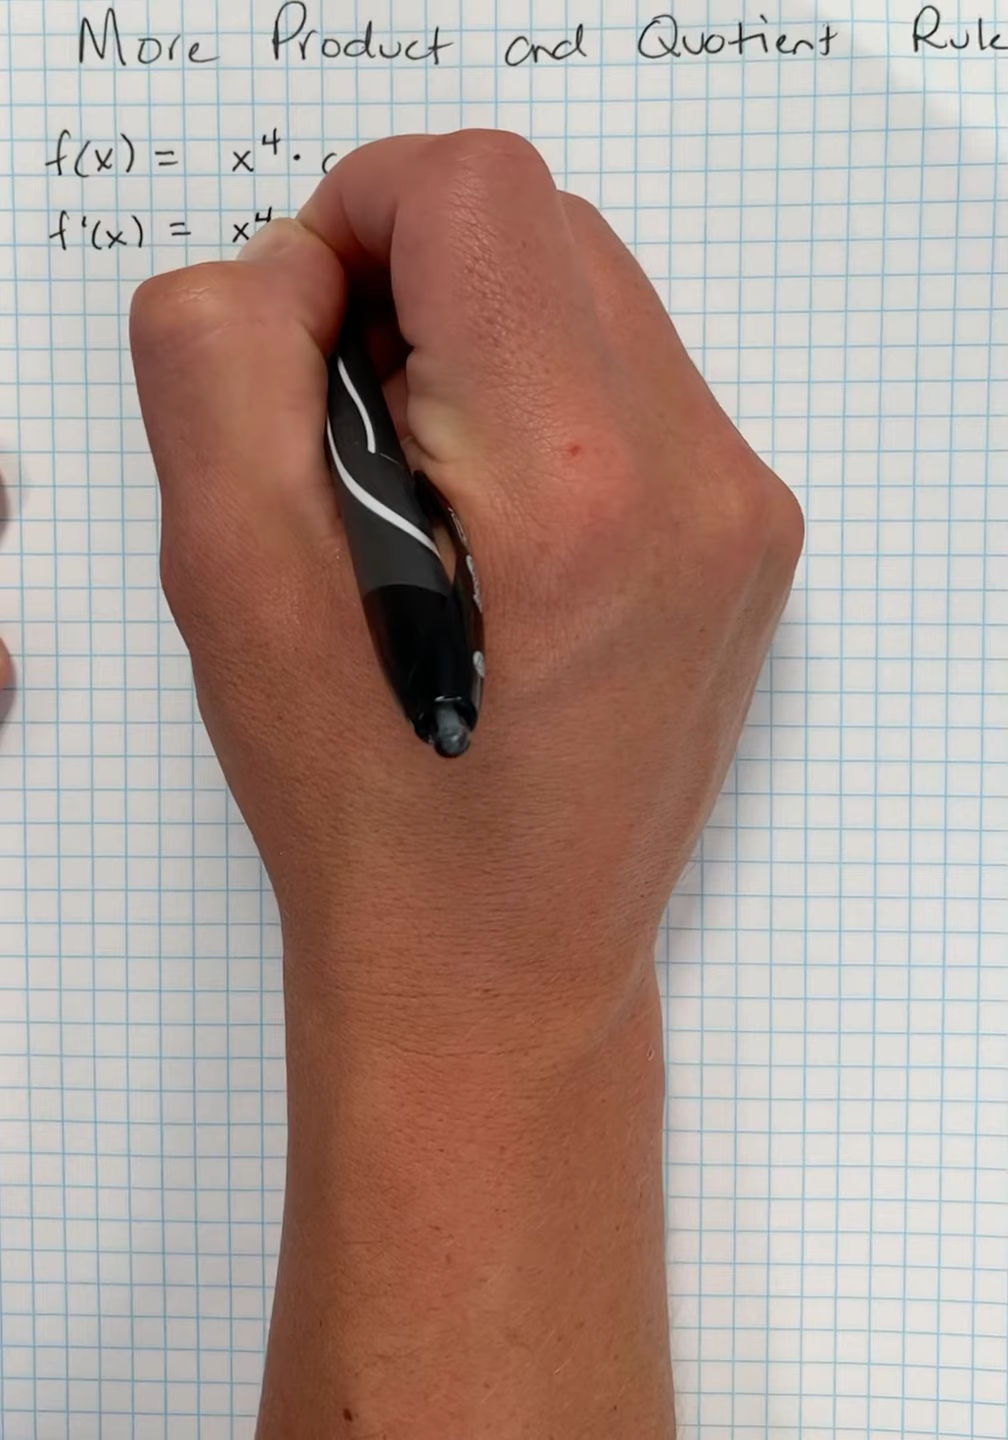 More Product and Quotient Rule
f(x) = x⁴ ·
f'(x) = x⁴